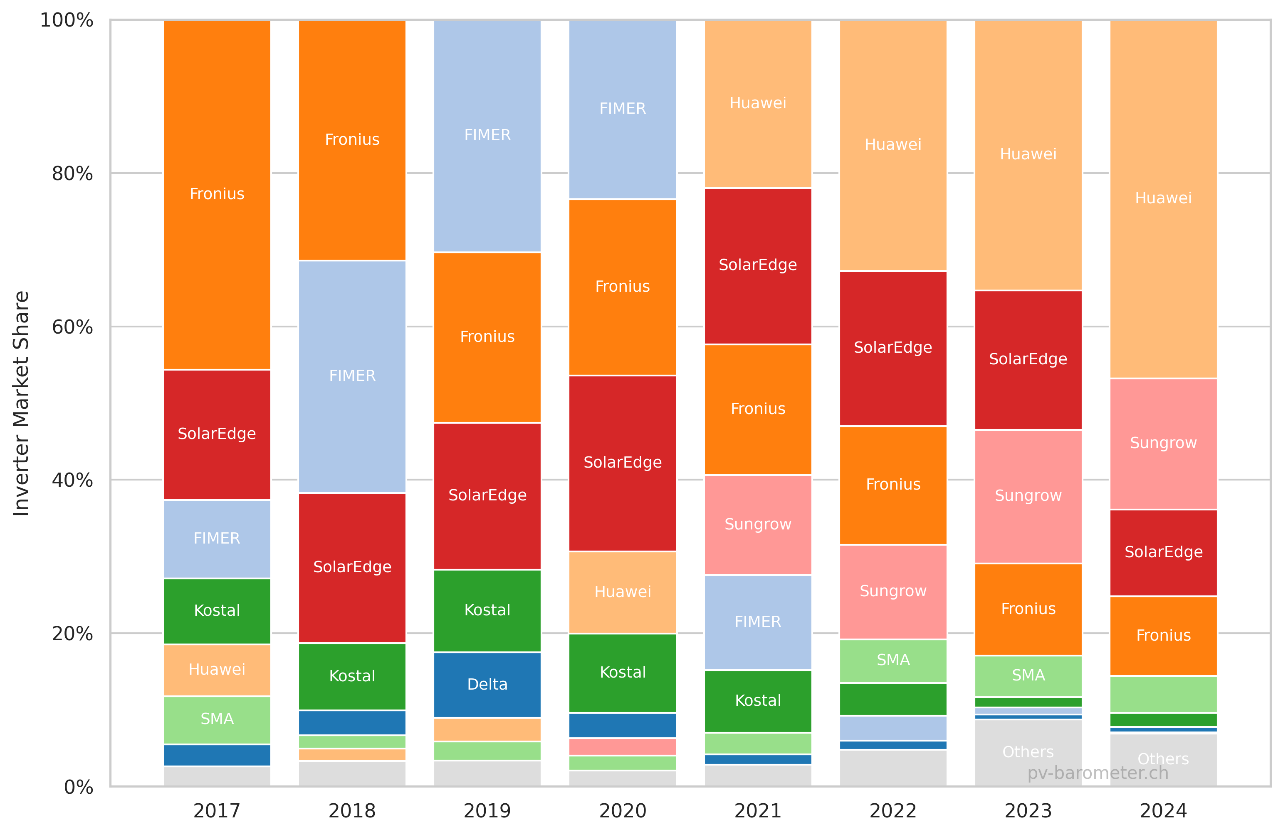 100%
80%
60%
40%
20%
0%
Inverter Market Share
Fronius
SolarEdge
FIMER
Kostal
Huawei
SMA
Fronius
FIMER
SolarEdge
Kostal
FIMER
Fronius
SolarEdge
Kostal
Delta
FIMER
Fronius
SolarEdge
Huawei
Kostal
Huawei
SolarEdge
Fronius
Sungrow
FIMER
Kostal
Huawei
SolarEdge
Fronius
Sungrow
SMA
Huawei
SolarEdge
Sungrow
Fronius
SMA
Others
Huawei
Sungrow
SolarEdge
Fronius
Others
pv-barometer.ch
2017 2018 2019 2020 2021 2022 2023 2024